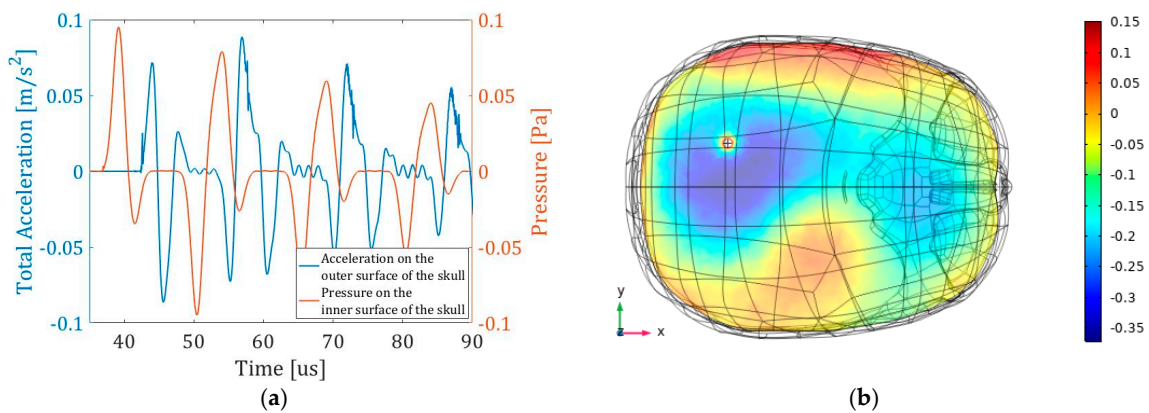 (a)
0.1
0.05
0
-0.05
-0.1
Total Acceleration [m/s²]
0.1
0.05
0
-0.05
-0.1
Pressure [Pa]
Acceleration on the
outer surface of the skull
Pressure on the
inner surface of the skull
40 50 60 70 80 90
Time [us]
(b)
y
z x
0.15
0.1
0.05
0
-0.05
-0.1
-0.15
-0.2
-0.25
-0.3
-0.35